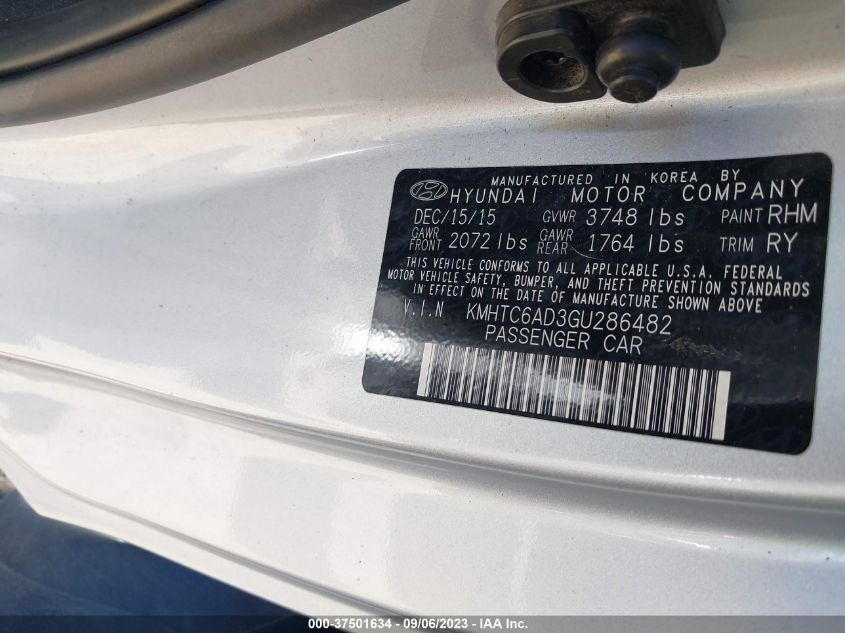 MANUFACTURED IN KOREA BY
HYUNDAI MOTOR COMPANY
DEC/15/15 GVWR 3748 lbs PAINT RHM
GAWR FRONT 2072 lbs GAWR REAR 1764 lbs TRIM RY
THIS VEHICLE CONFORMS TO ALL APPLICABLE U.S.A. FEDERAL
MOTOR VEHICLE SAFETY, BUMPER, AND THEFT PREVENTION STANDARDS
IN EFFECT ON THE DATE OF MANUFACTURE SHOWN ABOVE
V.I.N KMHTC6AD3GU286482
PASSENGER CAR
000-37501634 - 09/06/2023 - IAA Inc.